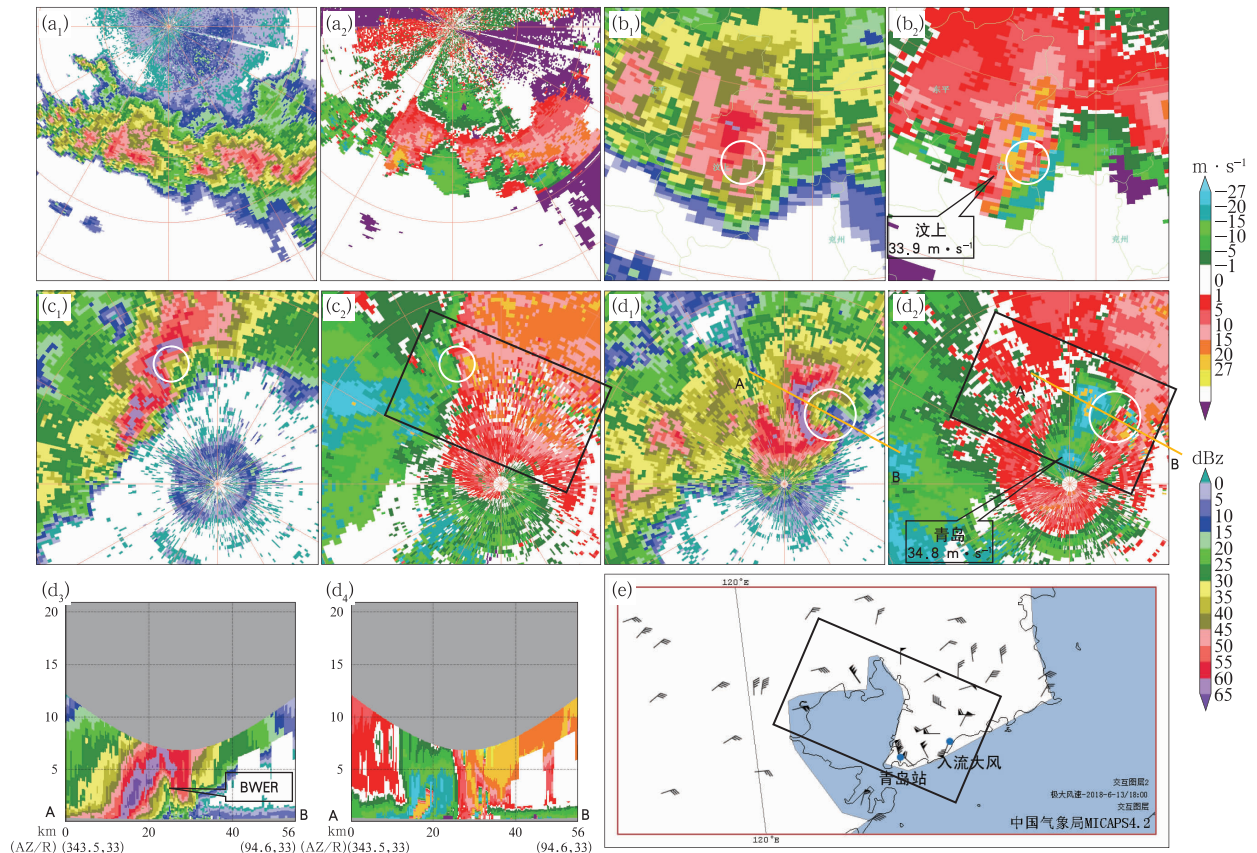 (a₁)
(a₂)
(b₁)
(b₂)
东平
汶上
33.9 m·s⁻¹
兖州
兖州
m·s⁻¹
−27
−20
−15
−10
−5
−1
0
1
5
10
15
20
27
(c₁)
(c₂)
(d₁)
A
B
(d₂)
A
B
青岛
34.8 m·s⁻¹
dBz
0
5
10
15
20
25
30
35
40
45
50
55
60
65
(d₃)
20
15
10
5
BWER
A
B
km
0
20
40
56
(AZ/R)
(343.5,33)
(94.6,33)
(d₄)
20
15
10
5
A
B
0
20
40
56
(AZ/R)
(343.5,33)
(94.6,33)
(e)
120°E
入流大风
青岛站
交互图层2
极大风速-2018-6-13/18:00
交互图层
中国气象局MICAPS4.2
120°E